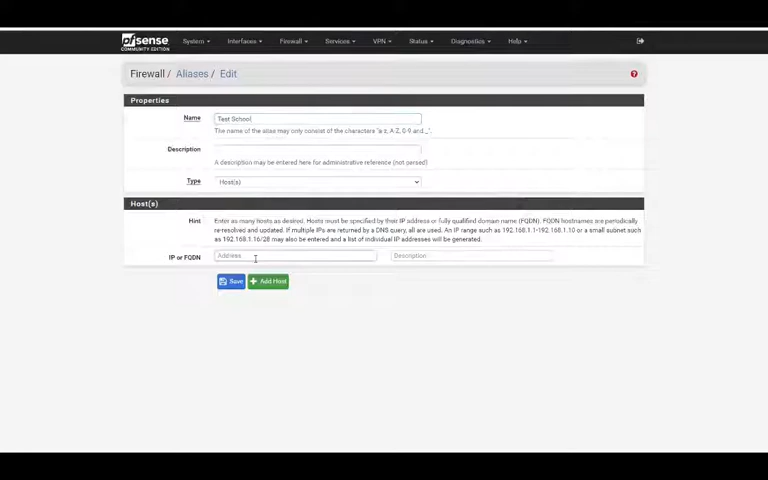 pfsense System Interfaces Firewall Services VPN Status Diagnostics Help
COMMUNITY EDITION
Firewall / Aliases / Edit
Properties
Name Test School
The name of the alias may only consist of the characters "a-z, A-Z, 0-9 and _".
Description
A description may be entered here for administrative reference (not parsed)
Type Host(s)
Host(s)
Hint Enter as many hosts as desired. Hosts must be specified by their IP address or fully qualified domain name (FQDN). FQDN hostnames are periodically
re-resolved and updated. If multiple IPs are returned by a DNS query, all are used. An IP range such as 192.168.1.1-192.168.1.10 or a small subnet such
as 192.168.1.16/28 may also be entered and a list of individual IP addresses will be generated.
IP or FQDN Address Description
Save + Add Host